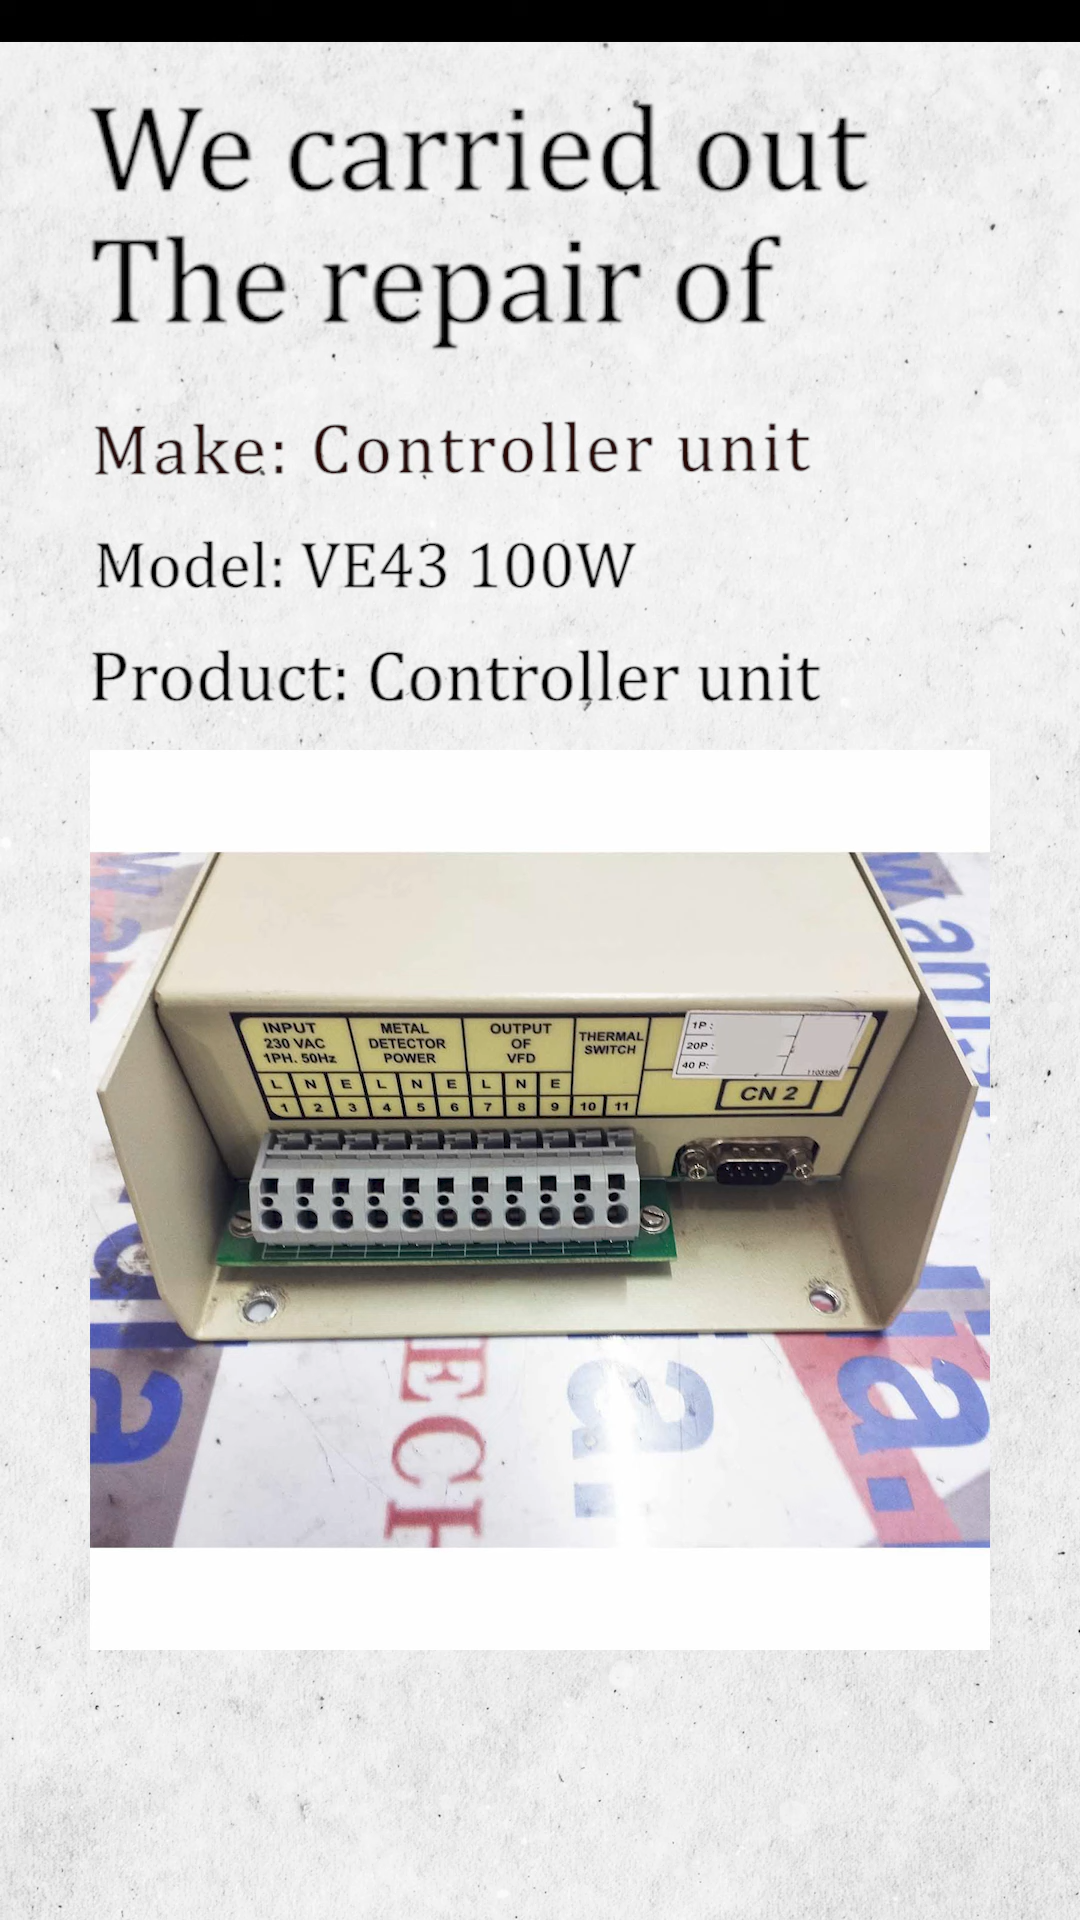 We carried out
The repair of
Make: Controller unit
Model: VE43 100W
Product: Controller unit
INPUT
230 VAC
1PH. 50Hz
METAL
DETECTOR
POWER
OUTPUT
OF
VFD
THERMAL
SWITCH
1P :
20P :
40 P:
L N E L N E L N E
1 2 3 4 5 6 7 8 9 10 11
CN 2
ECH
a.
a.